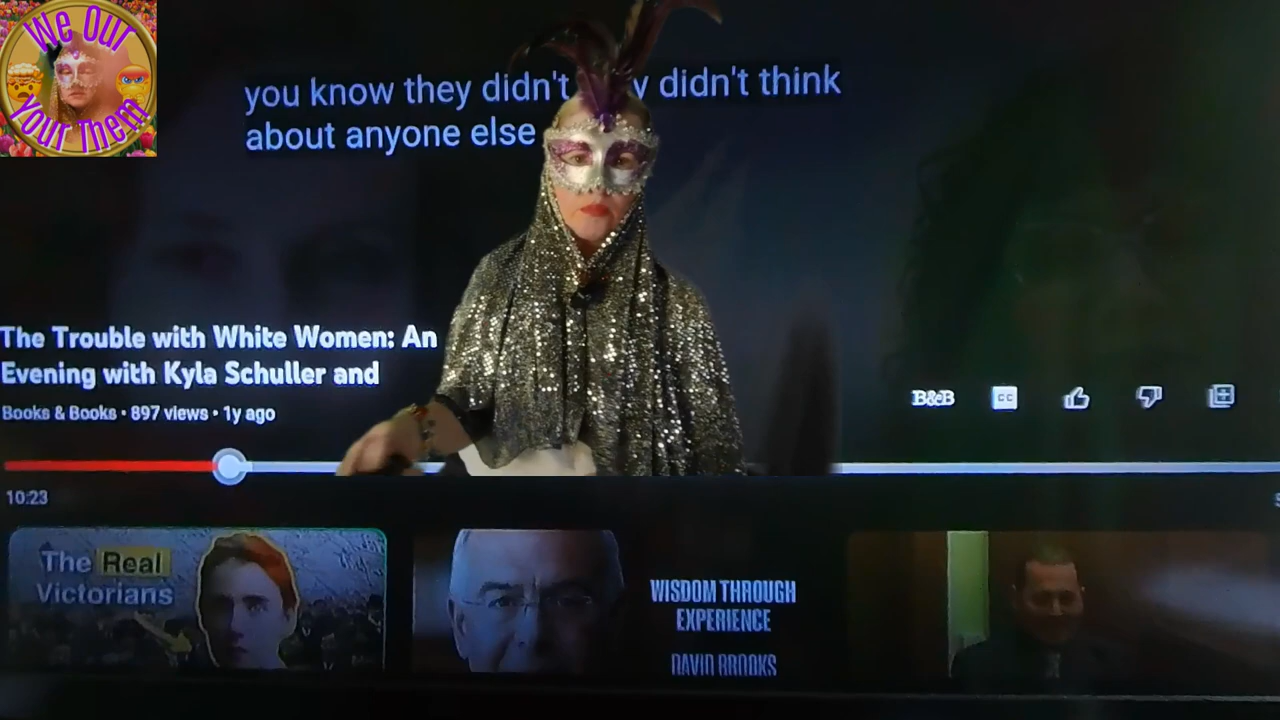 We Our
Your Them
you know they didn't y didn't think
about anyone else
The Trouble with White Women: An
Evening with Kyla Schuller and
Books & Books • 897 views • 1y ago
B&B
CC
10:23
The Real
Victorians
WISDOM THROUGH
EXPERIENCE
DAVID BROOKS